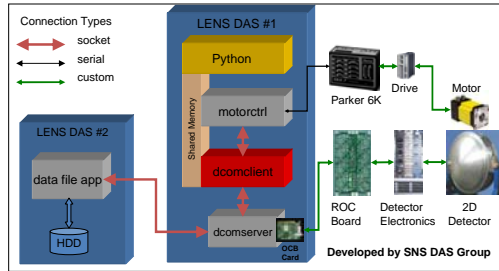 Connection Types
socket
serial
custom
LENS DAS #1
Python
Shared Memory
motorctrl
dcomclient
dcomserver
OCB
Card
LENS DAS #2
data file app
HDD
Parker 6K
Drive
Motor
ROC
Board
Detector
Electronics
2D
Detector
Developed by SNS DAS Group